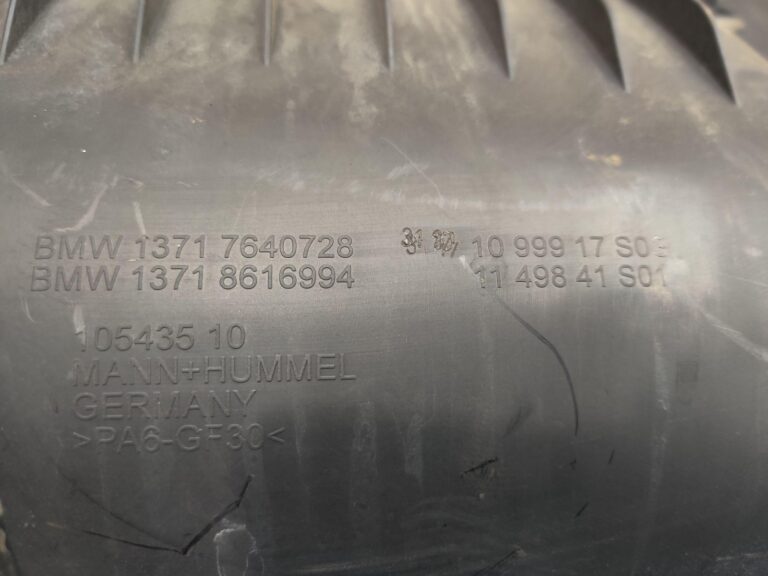 BMW 1371 7640728 10 999 17
BMW 1371 8616994 11 498 41 S01
105435 10
MANN+HUMMEL
GERMANY
>PA6-GF30<